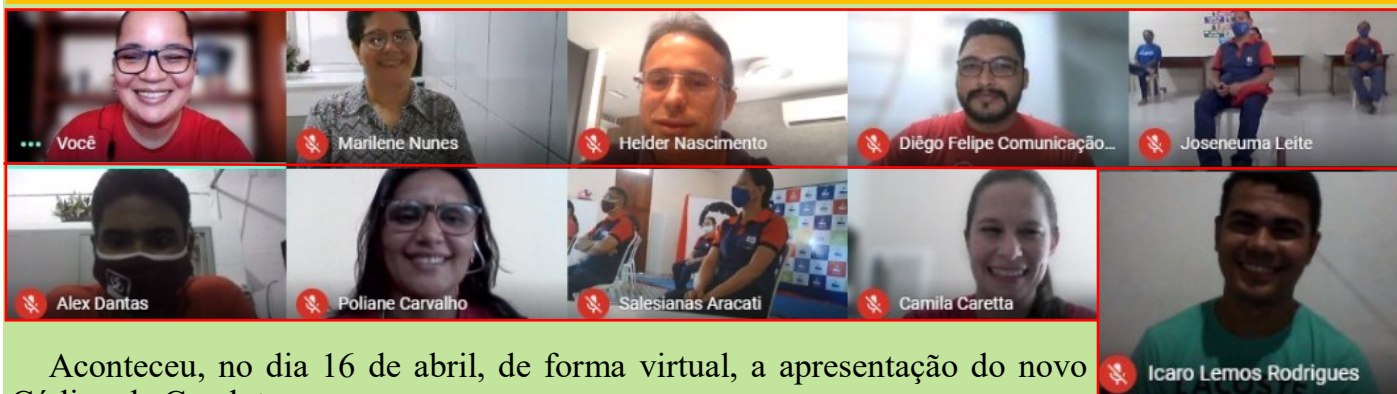 Você
Marilene Nunes
Helder Nascimento
Diêgo Felipe Comunicação...
Joseneuma Leite
Alex Dantas
Poliane Carvalho
Salesianas Aracati
Camila Caretta
Icaro Lemos Rodrigues
Aconteceu, no dia 16 de abril, de forma virtual, a apresentação do novo